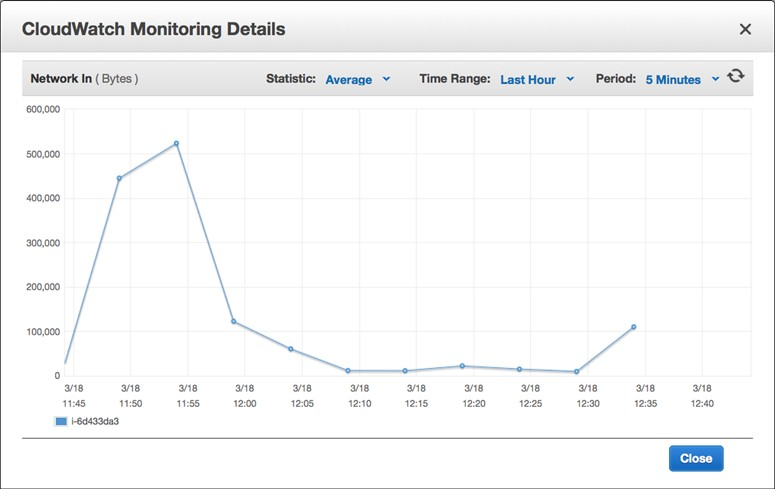 CloudWatch Monitoring Details
Network In ( Bytes ) Statistic: Average Time Range: Last Hour Period: 5 Minutes
600,000
500,000
400,000
300,000
200,000
100,000
0
3/18 3/18 3/18 3/18 3/18 3/18 3/18 3/18 3/18 3/18 3/18 3/18
11:45 11:50 11:55 12:00 12:05 12:10 12:15 12:20 12:25 12:30 12:35 12:40
i-6d433da3
Close